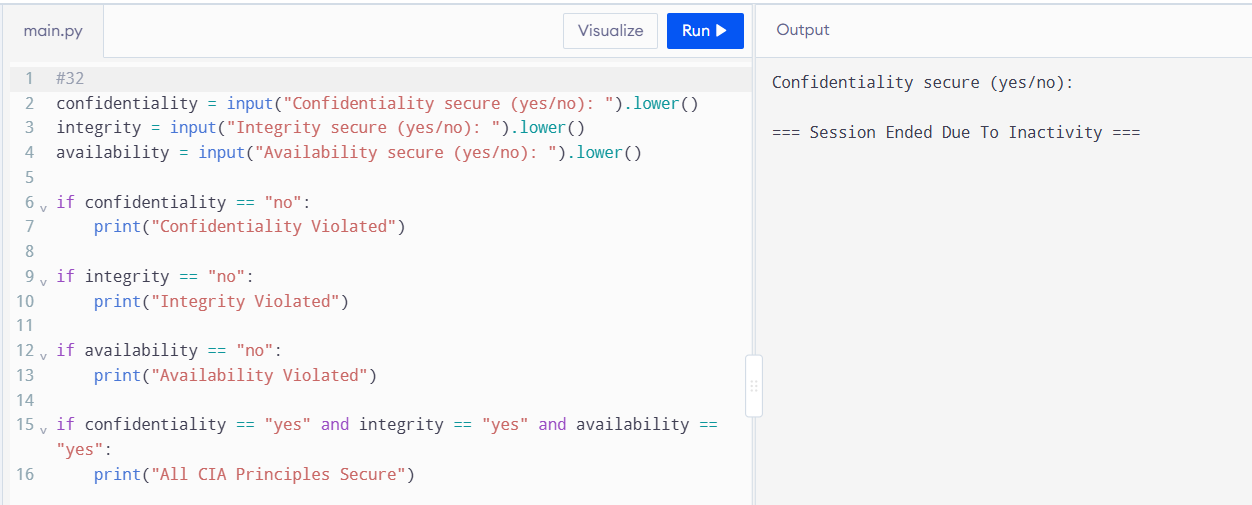 main.py
Visualize
Run
Output
1 #32
2 confidentiality = input("Confidentiality secure (yes/no): ").lower()
3 integrity = input("Integrity secure (yes/no): ").lower()
4 availability = input("Availability secure (yes/no): ").lower()
5
6 if confidentiality == "no":
7     print("Confidentiality Violated")
8
9 if integrity == "no":
10     print("Integrity Violated")
11
12 if availability == "no":
13     print("Availability Violated")
14
15 if confidentiality == "yes" and integrity == "yes" and availability ==
"yes":
16     print("All CIA Principles Secure")
Confidentiality secure (yes/no):
=== Session Ended Due To Inactivity ===